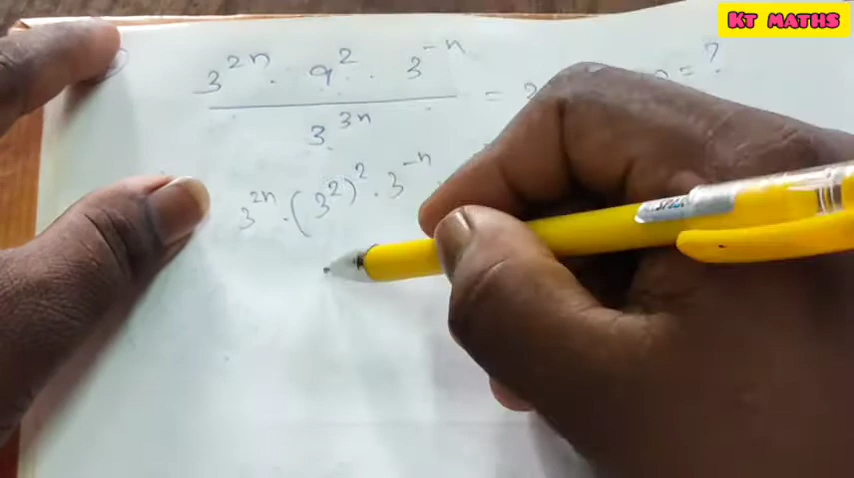 KT MATHS
3^{2n} . 9^2 . 3^{-n} =
3^{3n}
3^{2n} . (3^2)^2 . 3^{-n}